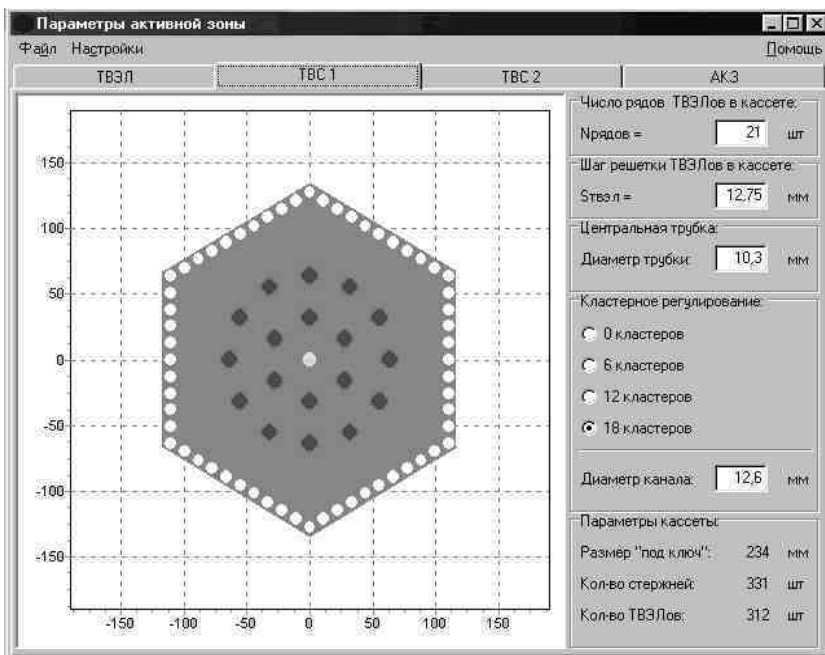 Параметры активной зоны
Файл Настройки Помощь
ТВЭЛ ТВС 1 ТВС 2 АКЗ
Число рядов ТВЭЛов в кассете:
Nрядов = 21 шт
Шаг решетки ТВЭЛов в кассете:
Sтвэл = 12,75 мм
Центральная трубка:
Диаметр трубки: 10,3 мм
Кластерное регулирование:
0 кластеров
6 кластеров
12 кластеров
18 кластеров
Диаметр канала: 12,6 мм
Параметры кассеты:
Размер "под ключ": 234 мм
Кол-во стержней: 331 шт
Кол-во ТВЭЛов: 312 шт
150
100
50
0
-50
-100
-150
-150 -100 -50 0 50 100 150